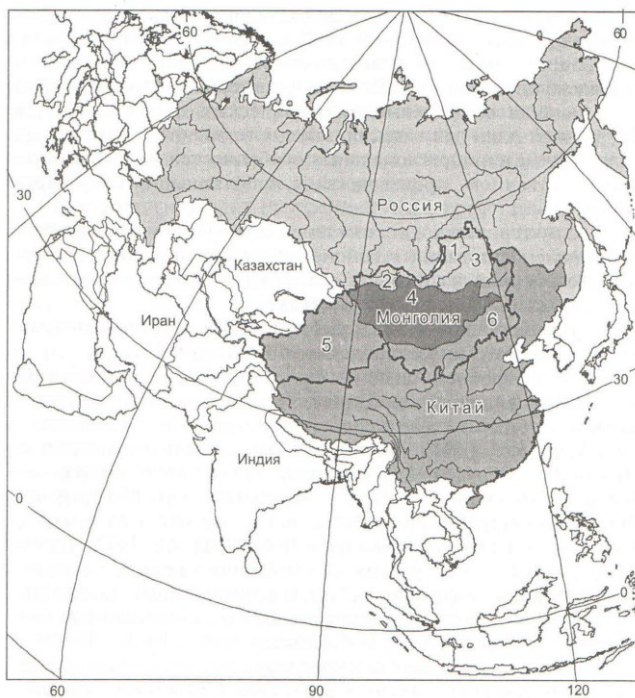 60
60
Россия
1
3
30
Казахстан
2
4
Монголия
6
Иран
5
30
Китай
Индия
0
0
60
90
120